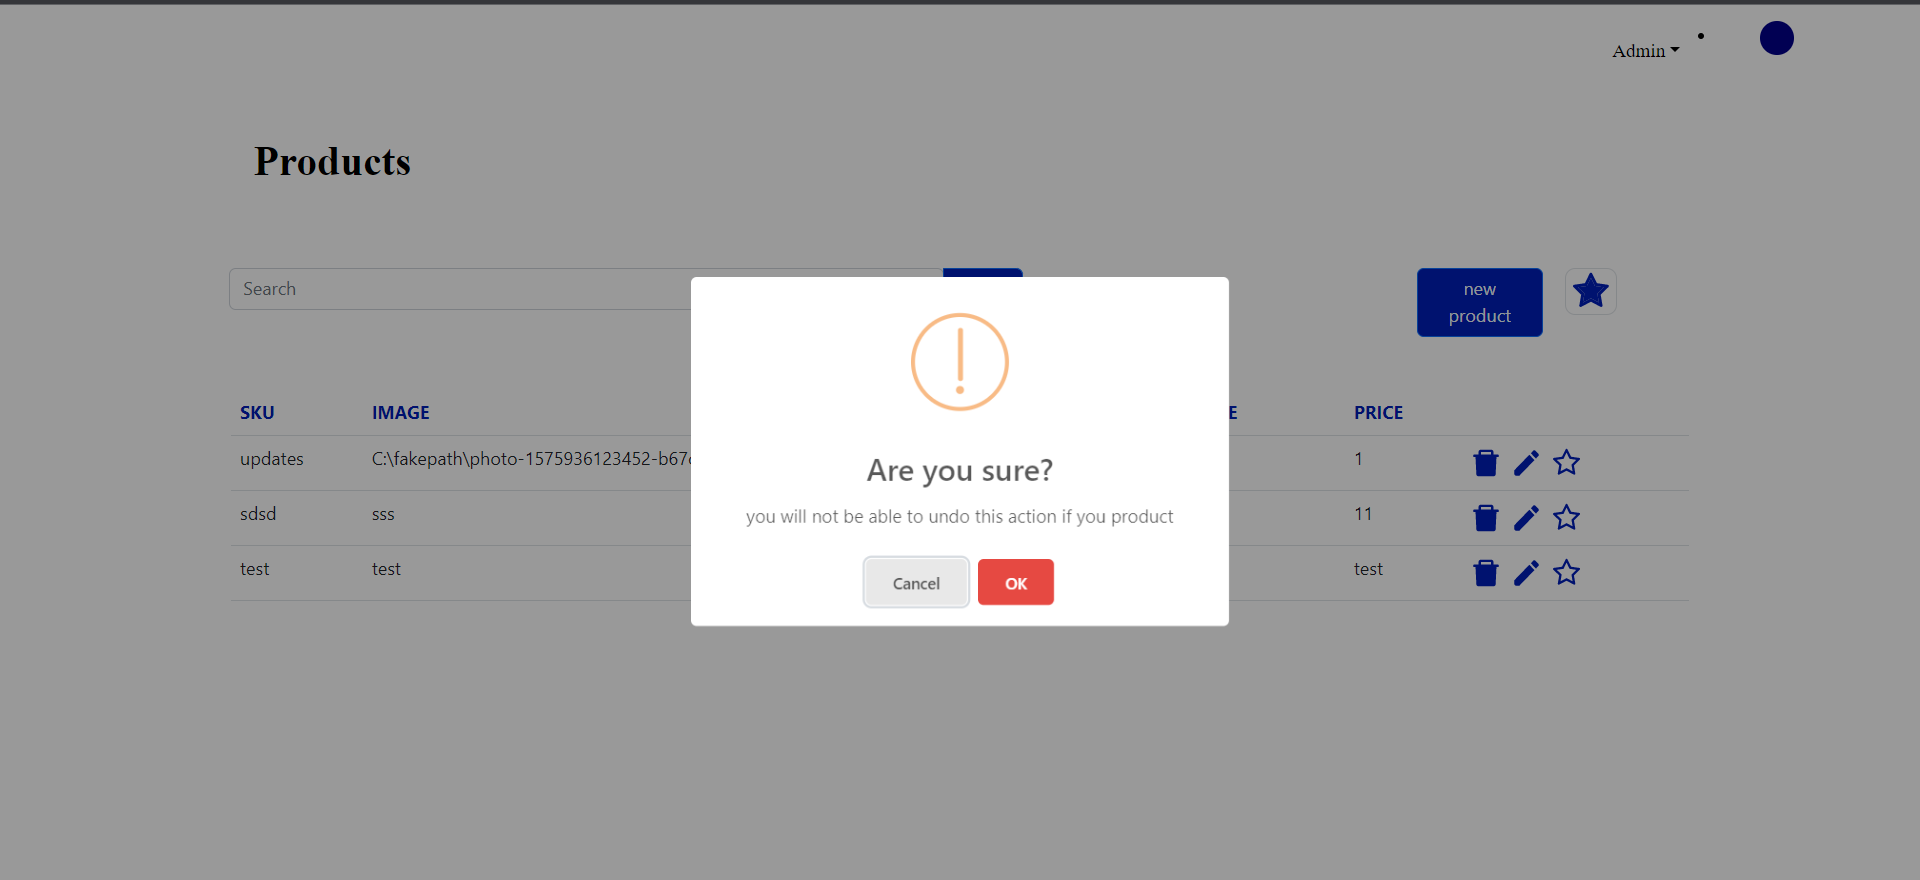 Admin
Products
Search
new
product
SKU IMAGE PRICE
updates C:\fakepath\photo-1575936123452-b67 1
sdsd sss 11
test test test
Are you sure?
you will not be able to undo this action if you product
Cancel OK